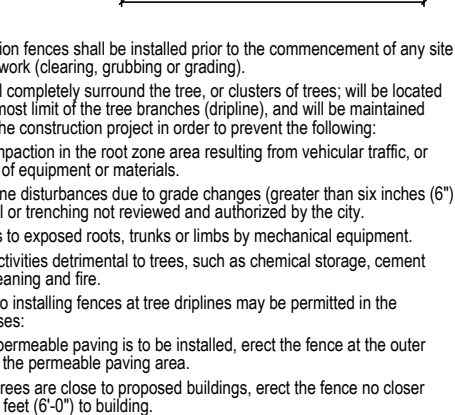 ion fences shall be installed prior to the commencement of any site
work (clearing, grubbing or grading).
l completely surround the tree, or clusters of trees; will be located
most limit of the tree branches (dripline), and will be maintained
he construction project in order to prevent the following:
mpaction in the root zone area resulting from vehicular traffic, or
of equipment or materials.
ne disturbances due to grade changes (greater than six inches (6")
l or trenching not reviewed and authorized by the city.
s to exposed roots, trunks or limbs by mechanical equipment.
ctivities detrimental to trees, such as chemical storage, cement
eaning and fire.
o installing fences at tree driplines may be permitted in the
ses:
permeable paving is to be installed, erect the fence at the outer
the permeable paving area.
rees are close to proposed buildings, erect the fence no closer
feet (6'-0") to building.